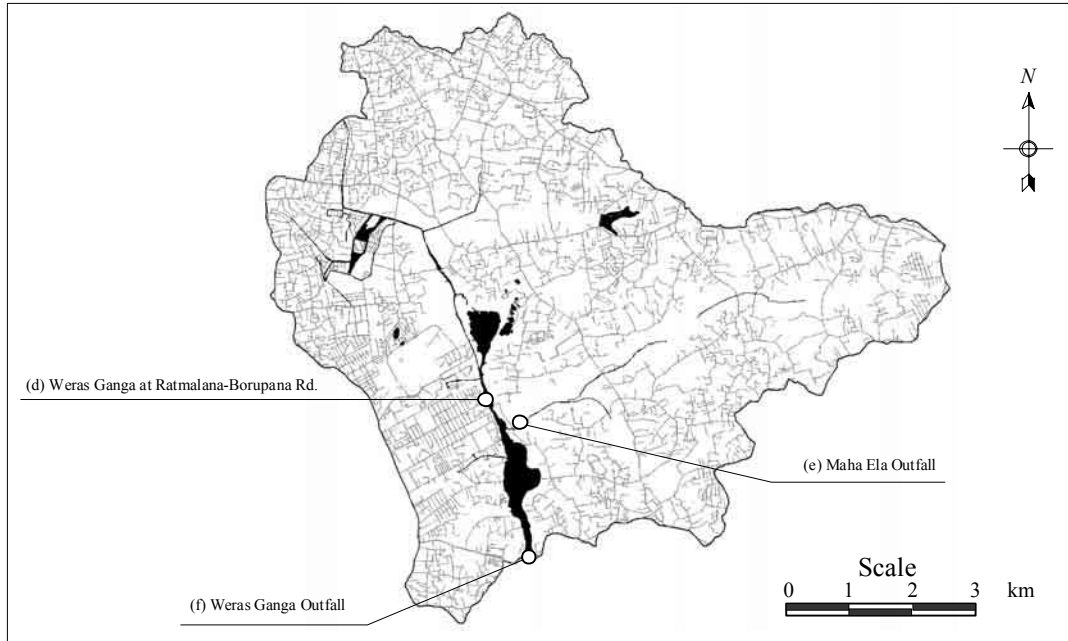 N
(d) Weras Ganga at Ratmalana-Borupana Rd.
(e) Maha Ela Outfall
(f) Weras Ganga Outfall
Scale
0 1 2 3 km